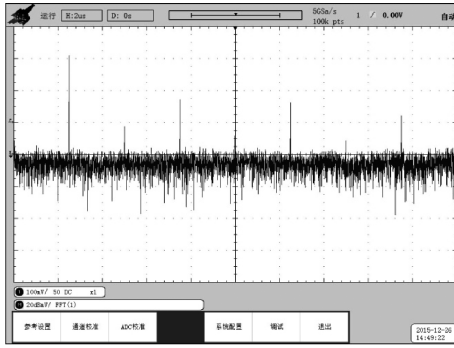 运行 H:2us D: 0s 5GSa/s 1 0.00V 自动
100k pts
1 100mV/ 50 DC x1
M 20dBmV/ FFT(1)
参考设置 通道校准 ADC校准 系统配置 调试 退出
2015-12-26
14:49:22